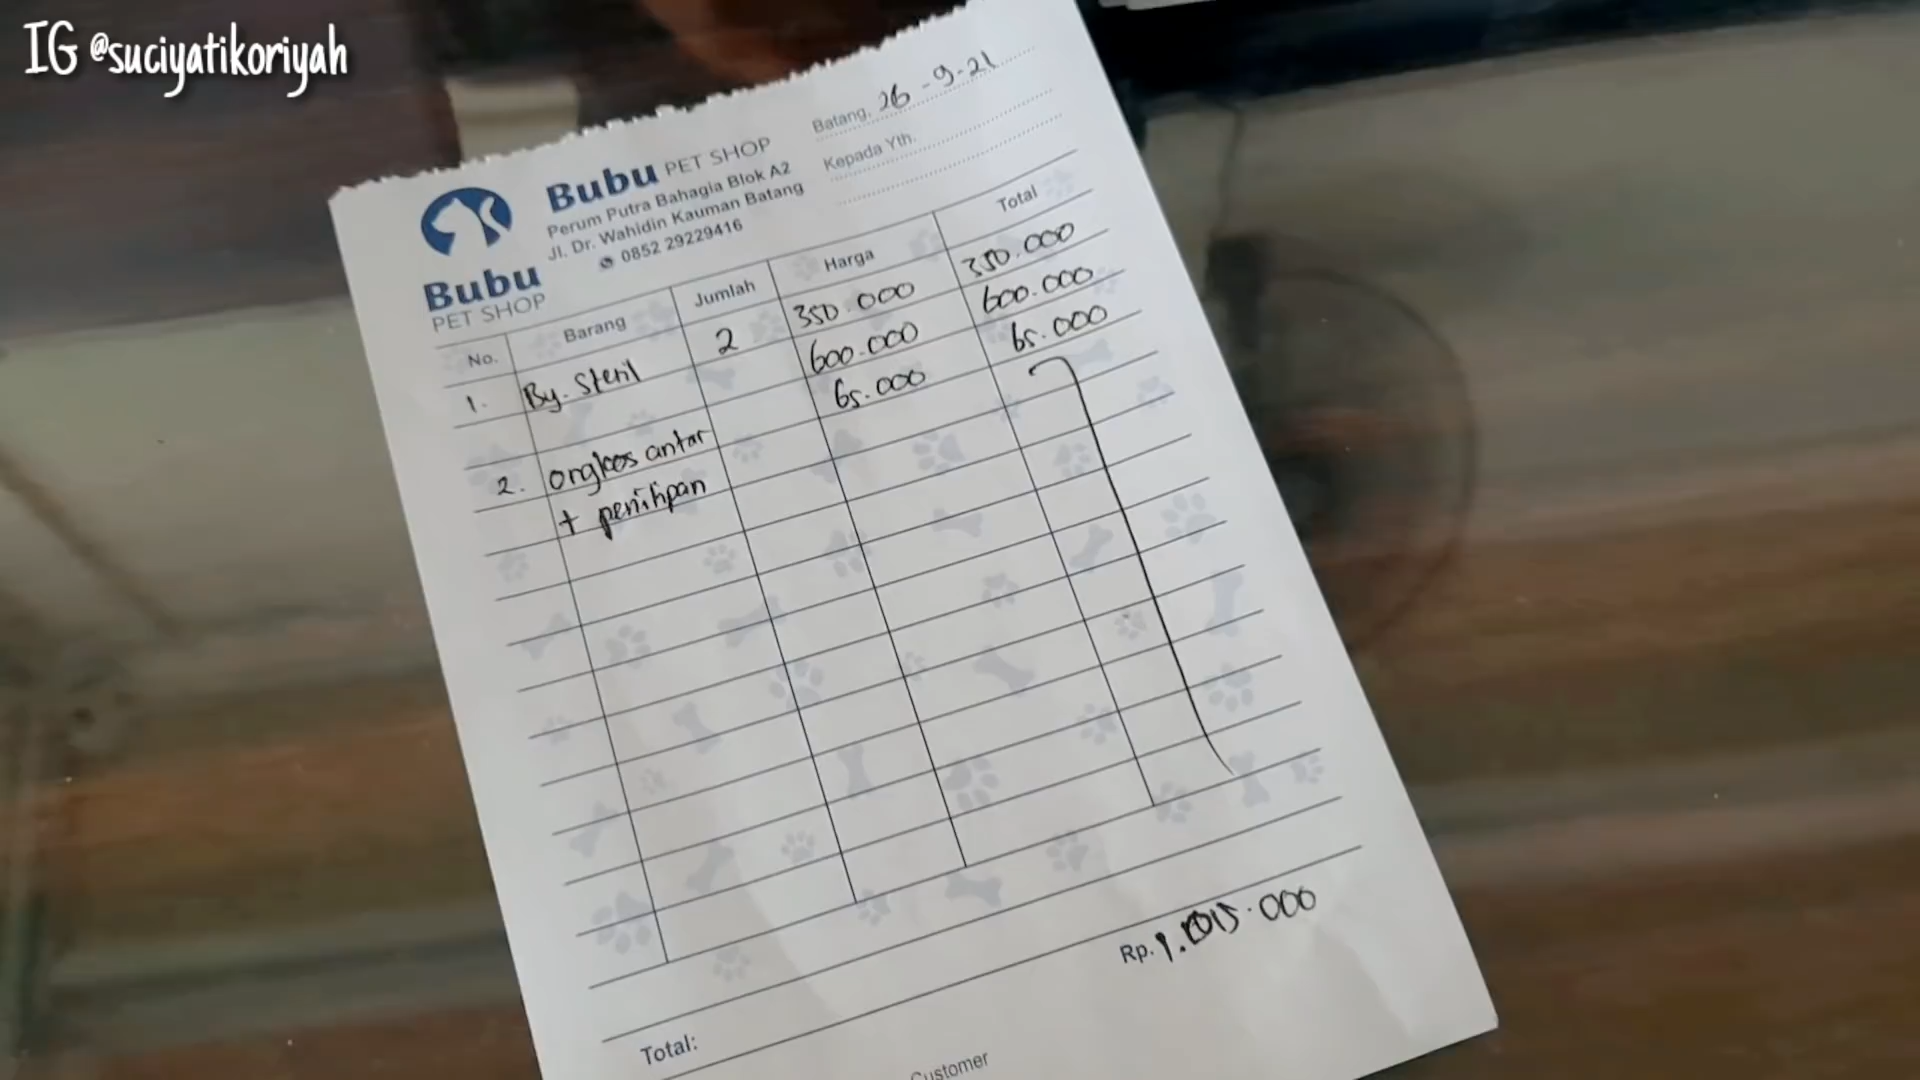 IG @suciyatikoriyah
Bubu PET SHOP
Perum Putra Bahagia Blok A2
Jl. Dr. Wahidin Kauman Batang
0852 29229416
Bubu
PET SHOP
Batang, 26-9-21
Kepada Yth.
No. Barang Jumlah Harga Total
1. By. Steril 2 350.000 350.000
600.000 600.000
65.000 65.000
2. ongkos antar
+ penitipan
Rp. 1.015.000
Total:
Customer